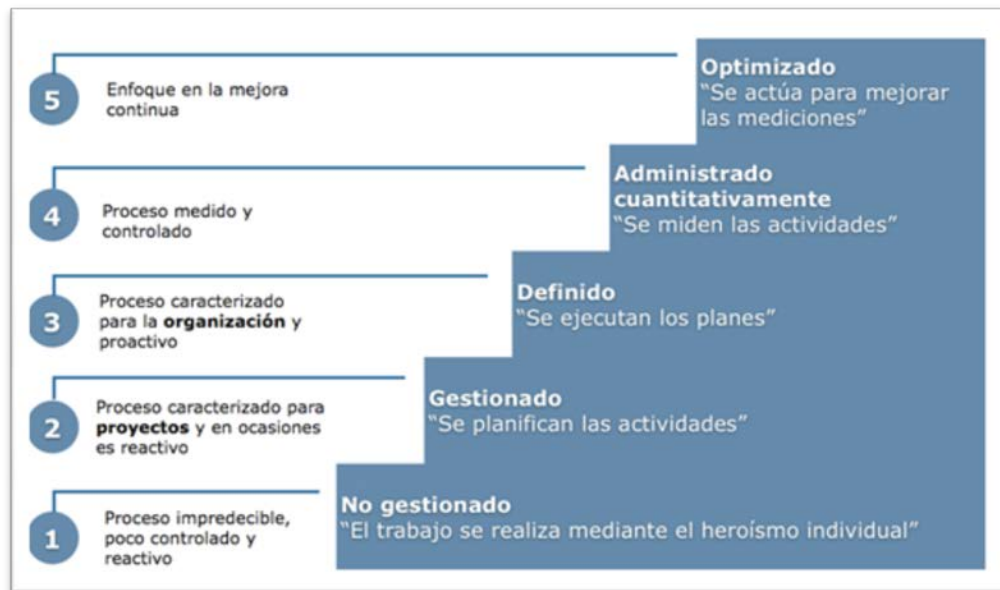 5
Enfoque en la mejora
continua
Optimizado
“Se actúa para mejorar
las mediciones”
4
Proceso medido y
controlado
Administrado
cuantitativamente
“Se miden las actividades”
3
Proceso caracterizado
para la organización y
proactivo
Definido
“Se ejecutan los planes”
2
Proceso caracterizado para
proyectos y en ocasiones
es reactivo
Gestionado
“Se planifican las actividades”
1
Proceso impredecible,
poco controlado y
reactivo
No gestionado
“El trabajo se realiza mediante el heroísmo individual”